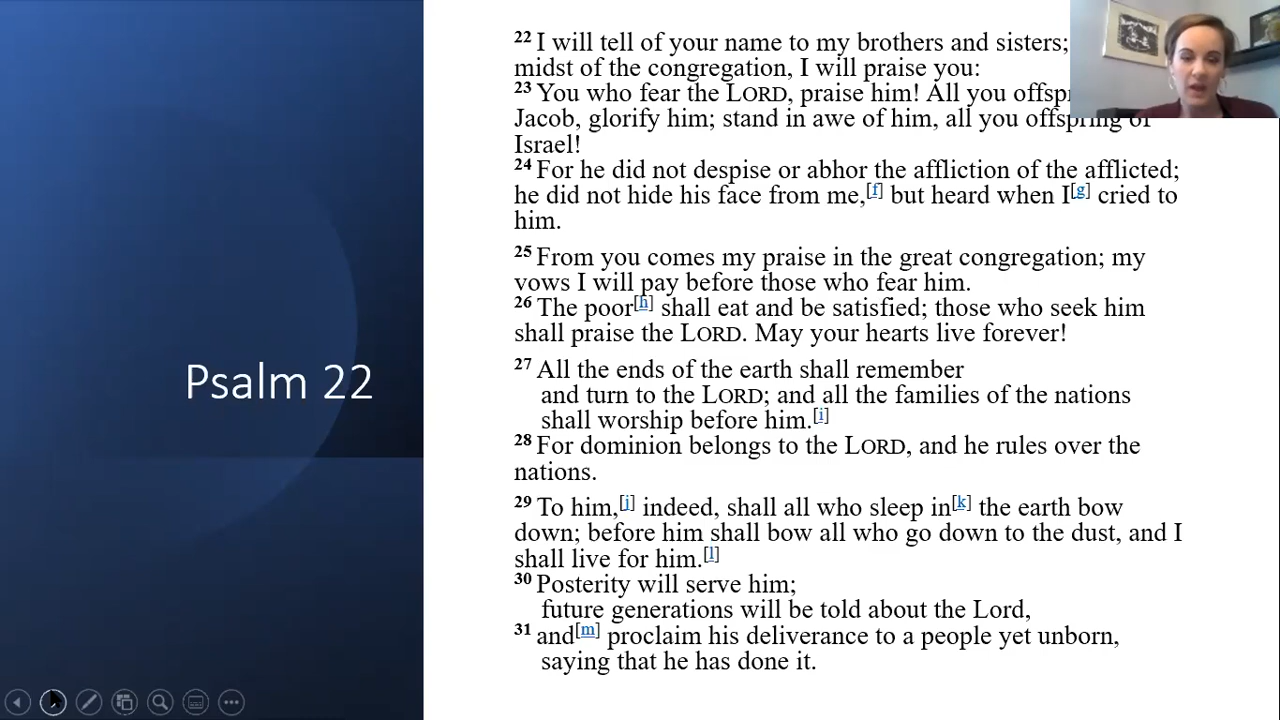 Psalm 22
22 I will tell of your name to my brothers and sisters;
midst of the congregation, I will praise you:
23 You who fear the LORD, praise him! All you
Jacob, glorify him; stand in awe of him, all you offspring of
Israel!
24 For he did not despise or abhor the affliction of the afflicted;
he did not hide his face from me,[f] but heard when I[g] cried to
him.
25 From you comes my praise in the great congregation; my
vows I will pay before those who fear him.
26 The poor[h] shall eat and be satisfied; those who seek him
shall praise the LORD. May your hearts live forever!
27 All the ends of the earth shall remember
and turn to the LORD; and all the families of the nations
shall worship before him.[i]
28 For dominion belongs to the LORD, and he rules over the
nations.
29 To him,[j] indeed, shall all who sleep in[k] the earth bow
down; before him shall bow all who go down to the dust, and I
shall live for him.[l]
30 Posterity will serve him;
future generations will be told about the Lord,
31 and[m] proclaim his deliverance to a people yet unborn,
saying that he has done it.